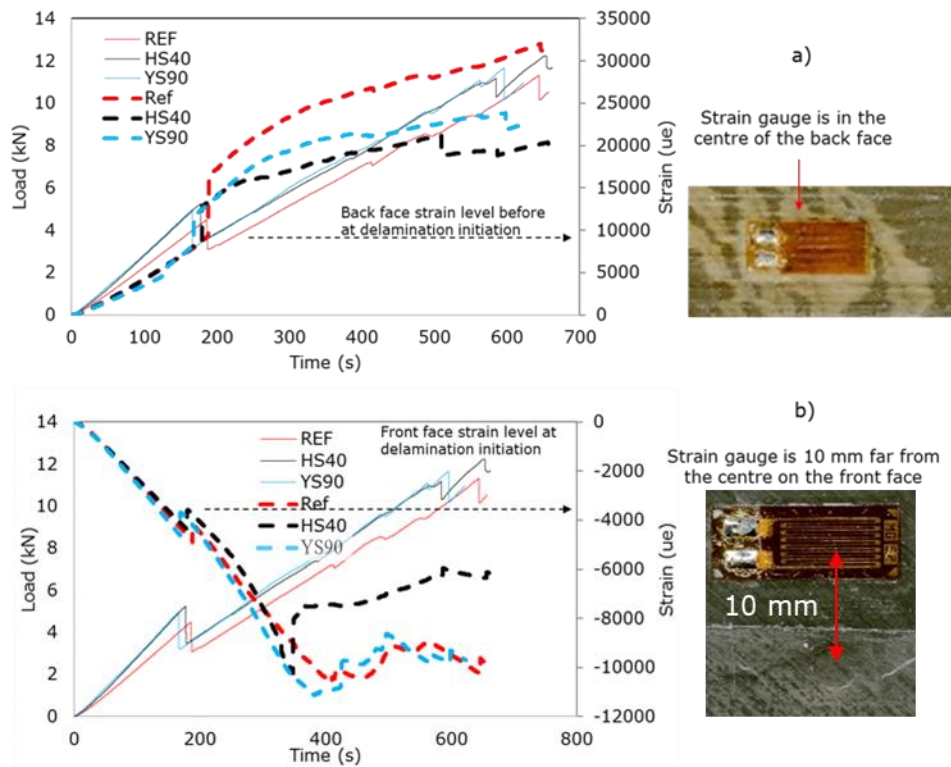 14
12
10
8
6
4
2
0
Load (kN)
REF
HS40
YS90
Ref
HS40
YS90
Back face strain level before
at delamination initiation
35000
30000
25000
20000
15000
10000
5000
0
Strain (ue)
0 100 200 300 400 500 600 700
Time (s)
a)
Strain gauge is in the
centre of the back face
14
12
10
8
6
4
2
0
Load (kN)
REF
HS40
YS90
Ref
HS40
YS90
Front face strain level at
delamination initiation
0
-2000
-4000
-6000
-8000
-10000
-12000
Strain (ue)
0 200 400 600 800
Time (s)
b)
Strain gauge is 10 mm far from
the centre on the front face
10 mm